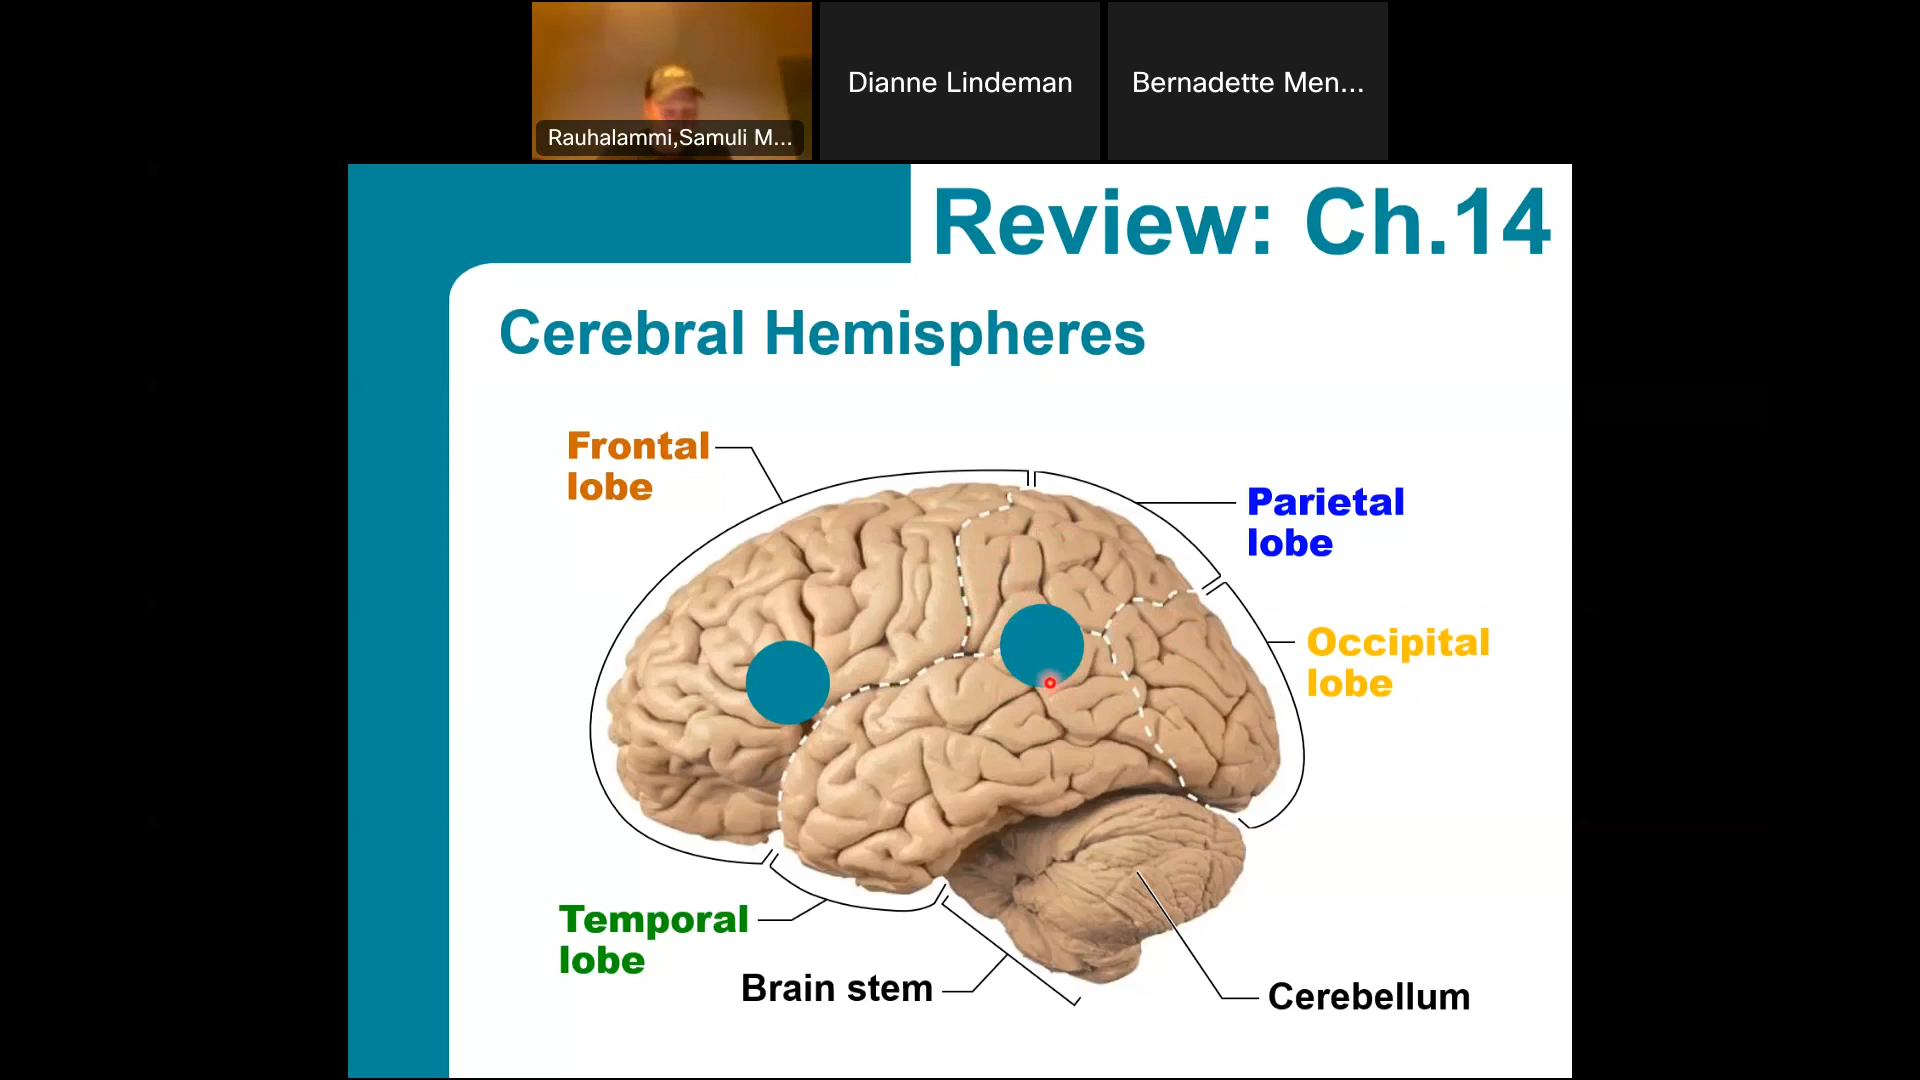 Rauhalammi,Samuli M...
Dianne Lindeman
Bernadette Men...
Review: Ch.14
Cerebral Hemispheres
Frontal
lobe
Parietal
lobe
Occipital
lobe
Temporal
lobe
Brain stem
Cerebellum